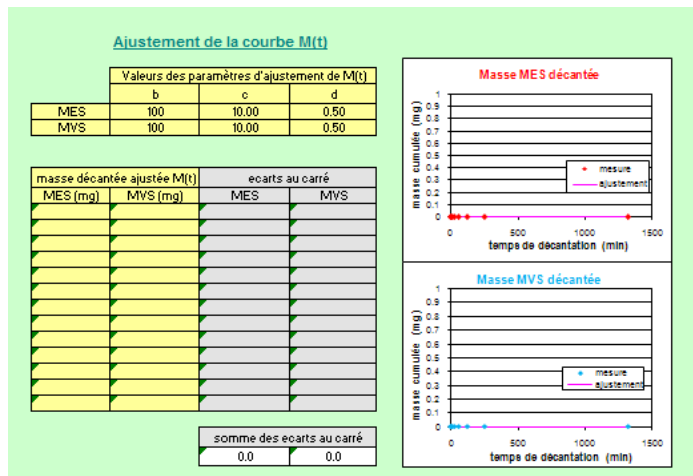 Ajustement de la courbe M(t)
Valeurs des paramètres d'ajustement de M(t)
b c d
MES 100 10.00 0.50
MVS 100 10.00 0.50
masse décantée ajustée M(t) ecarts au carré
MES (mg) MVS (mg) MES MVS
somme des ecarts au carré
0.0 0.0
Masse MES décantée
masse cumulée (mg)
1
0.9
0.8
0.7
0.6
0.5
0.4
0.3
0.2
0.1
0
mesure
ajustement
0 500 1000 1500
temps de décantation (min)
Masse MVS décantée
masse cumulée (mg)
1
0.9
0.8
0.7
0.6
0.5
0.4
0.3
0.2
0.1
0
mesure
ajustement
0 500 1000 1500
temps de décantation (min)